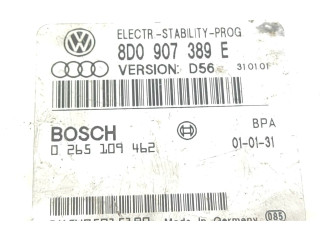 ELECTR-STABILITY-PROG
8D0 907 389 E
VERSION: D56 310101
BOSCH BPA
0 265 109 462 01-01-31
Made in Germany 085